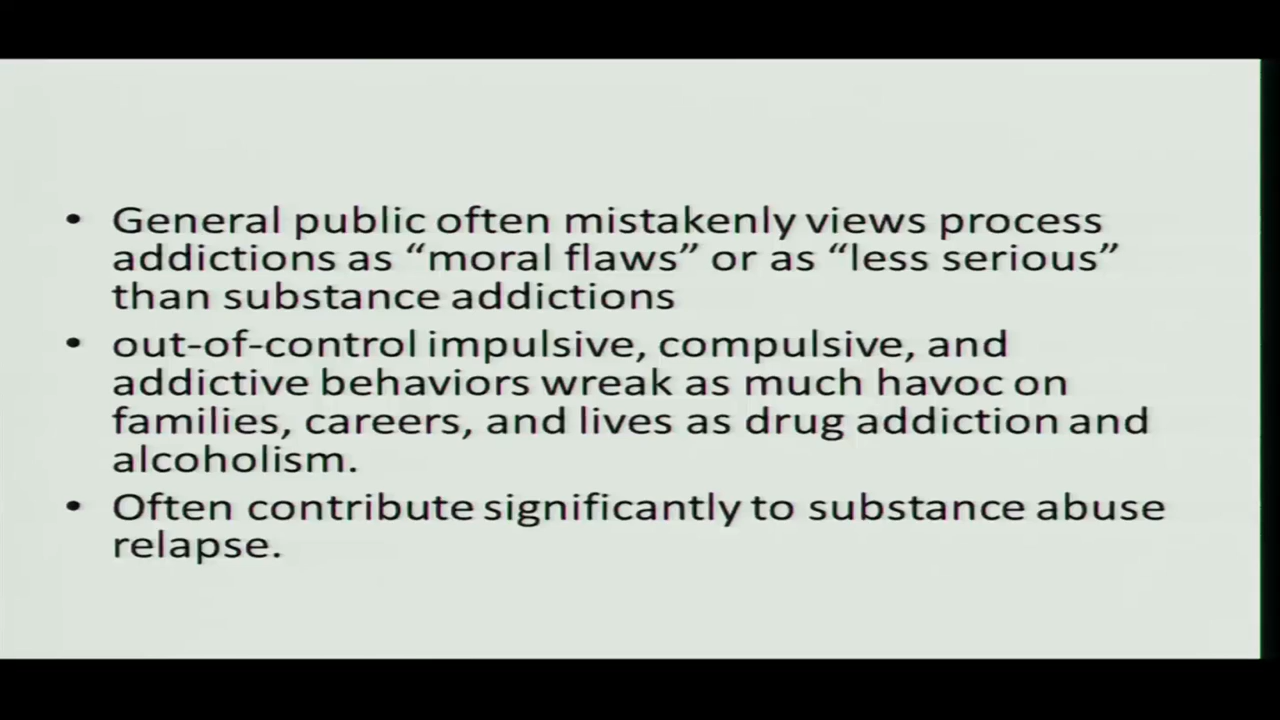 • General public often mistakenly views process
addictions as “moral flaws” or as “less serious”
than substance addictions
• out-of-control impulsive, compulsive, and
addictive behaviors wreak as much havoc on
families, careers, and lives as drug addiction and
alcoholism.
• Often contribute significantly to substance abuse
relapse.